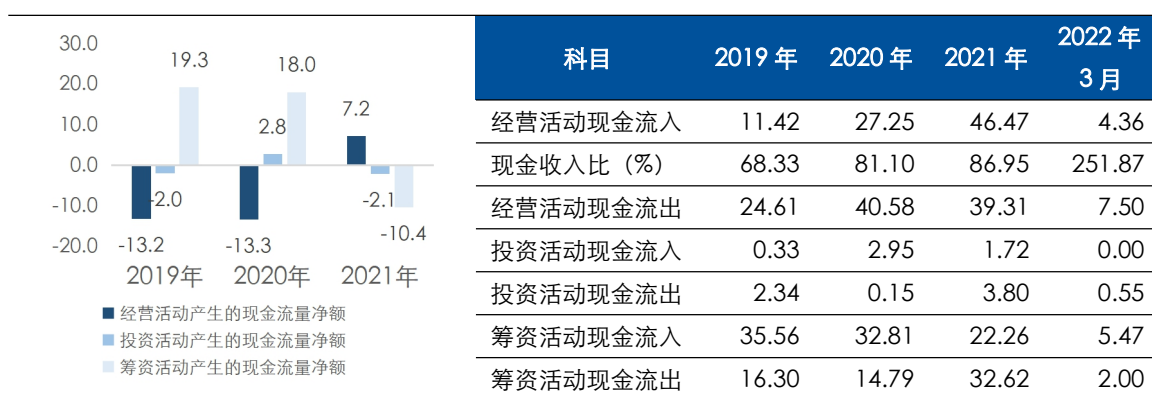 30.0
20.0
10.0
0.0
-10.0
-20.0
19.3
18.0
7.2
2.8
-2.0
-2.1
-13.2
-13.3
-10.4
2019年 2020年 2021年
经营活动产生的现金流量净额
投资活动产生的现金流量净额
筹资活动产生的现金流量净额
科目 2019 年 2020 年 2021 年 2022 年
3 月
经营活动现金流入 11.42 27.25 46.47 4.36
现金收入比（%） 68.33 81.10 86.95 251.87
经营活动现金流出 24.61 40.58 39.31 7.50
投资活动现金流入 0.33 2.95 1.72 0.00
投资活动现金流出 2.34 0.15 3.80 0.55
筹资活动现金流入 35.56 32.81 22.26 5.47
筹资活动现金流出 16.30 14.79 32.62 2.00